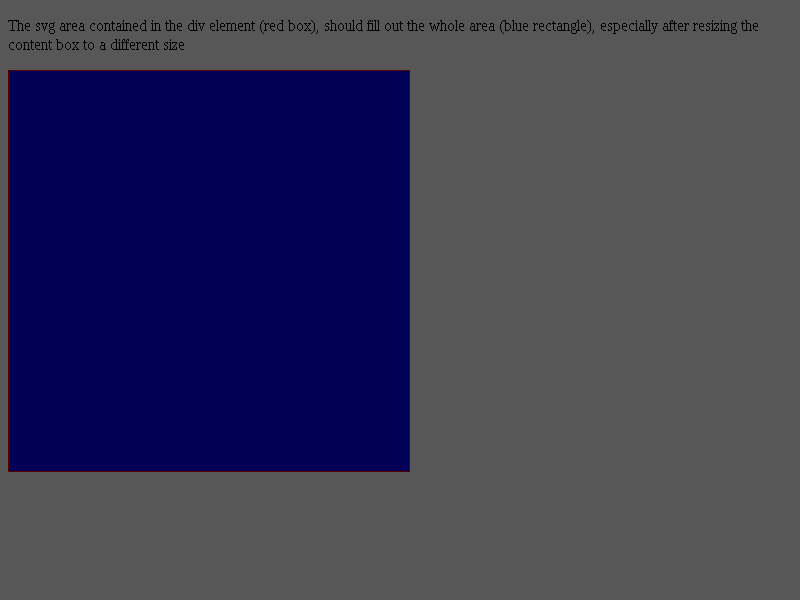 The svg area contained in the div element (red box), should fill out the whole area (blue rectangle), especially after resizing the
content box to a different size